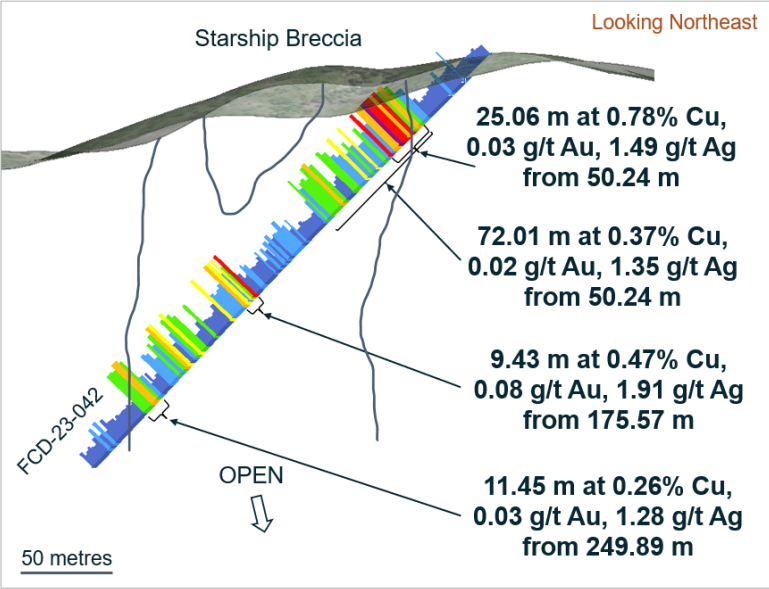 Looking Northeast
Starship Breccia
25.06 m at 0.78% Cu,
0.03 g/t Au, 1.49 g/t Ag
from 50.24 m
72.01 m at 0.37% Cu,
0.02 g/t Au, 1.35 g/t Ag
from 50.24 m
9.43 m at 0.47% Cu,
0.08 g/t Au, 1.91 g/t Ag
from 175.57 m
FCD-23-042
OPEN
11.45 m at 0.26% Cu,
0.03 g/t Au, 1.28 g/t Ag
from 249.89 m
50 metres